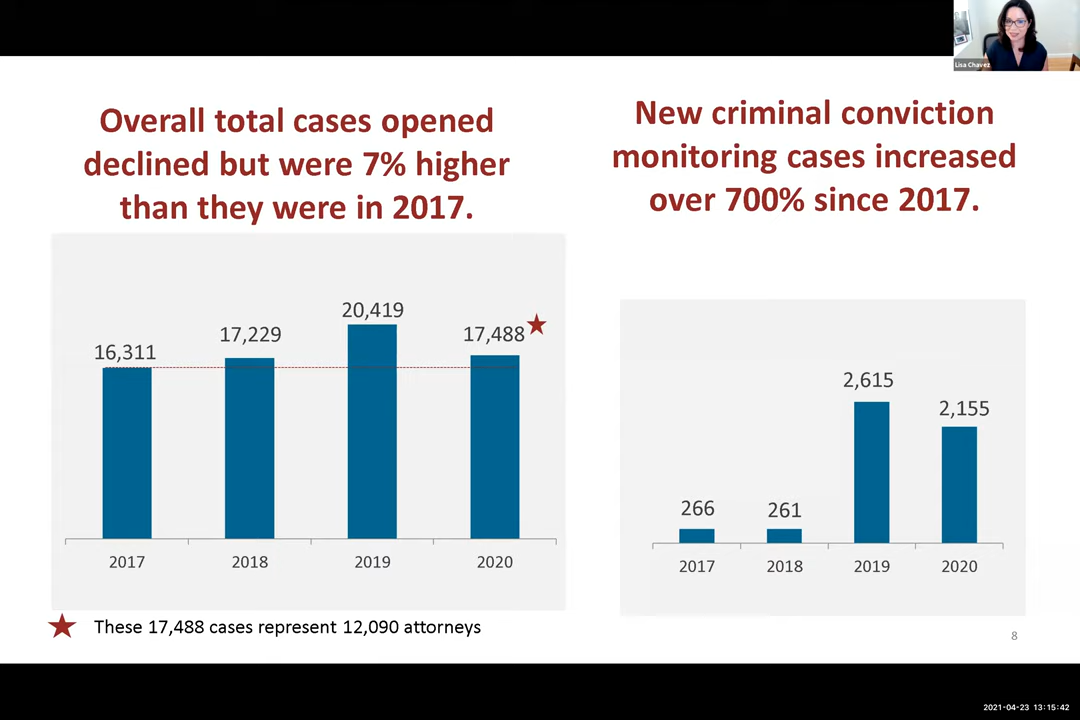 Lisa Chavez
Overall total cases opened
declined but were 7% higher
than they were in 2017.
New criminal conviction
monitoring cases increased
over 700% since 2017.
16,311
17,229
20,419
17,488
2017
2018
2019
2020
266
261
2,615
2,155
2017
2018
2019
2020
These 17,488 cases represent 12,090 attorneys
8
2021-04-23 13:15:42